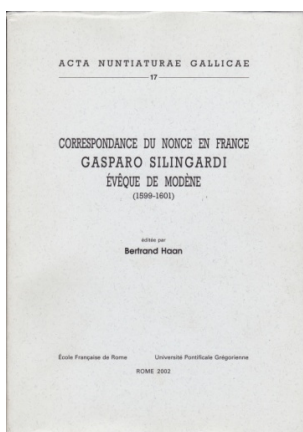 ACTA NUNTIATURAE GALLICAE
17
CORRESPONDANCE DU NONCE EN FRANCE
GASPARO SILINGARDI
ÉVÊQUE DE MODÈNE
(1599-1601)
éditée par
Bertrand Haan
École Française de Rome Université Pontificale Grégorienne
ROME 2002